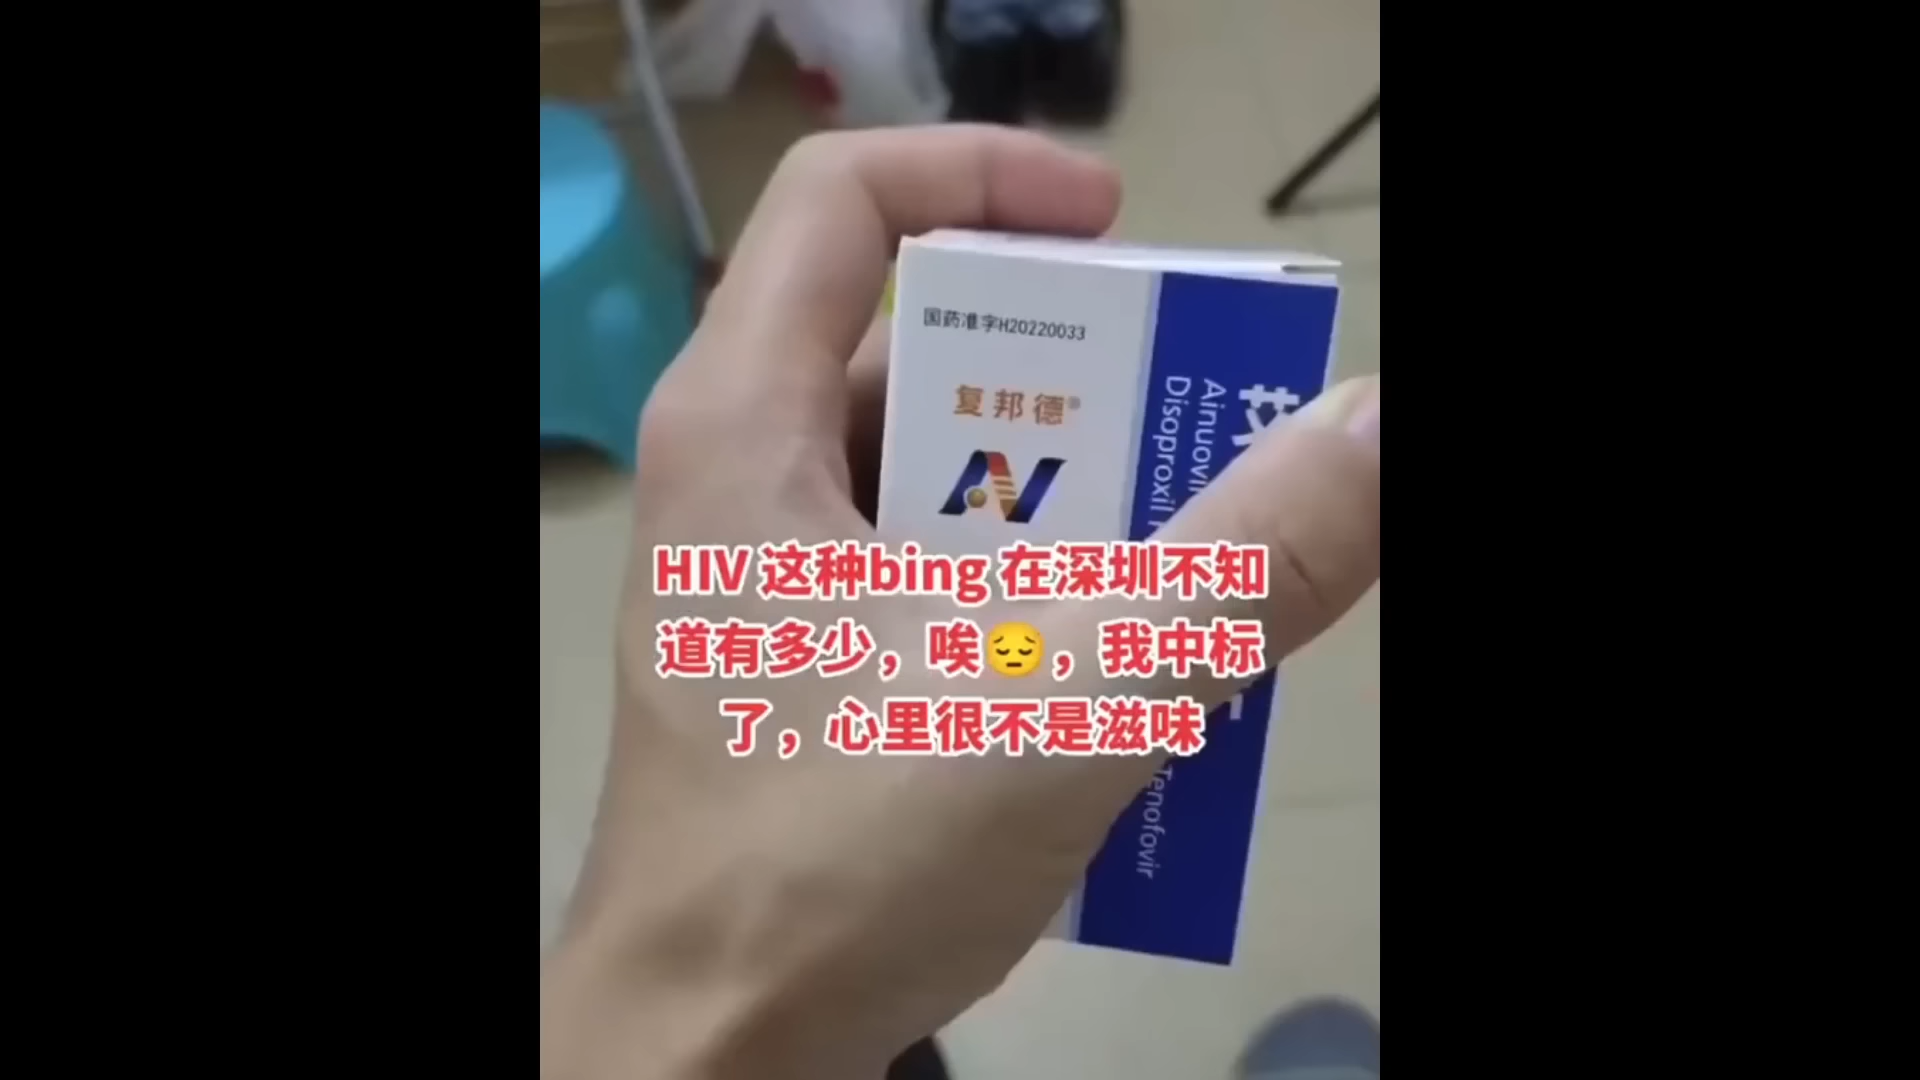 国药准字H20220033
复邦德®
Disoproxil
Tenofovir
HIV 这种bing 在深圳不知
道有多少，唉😔，我中标
了，心里很不是滋味